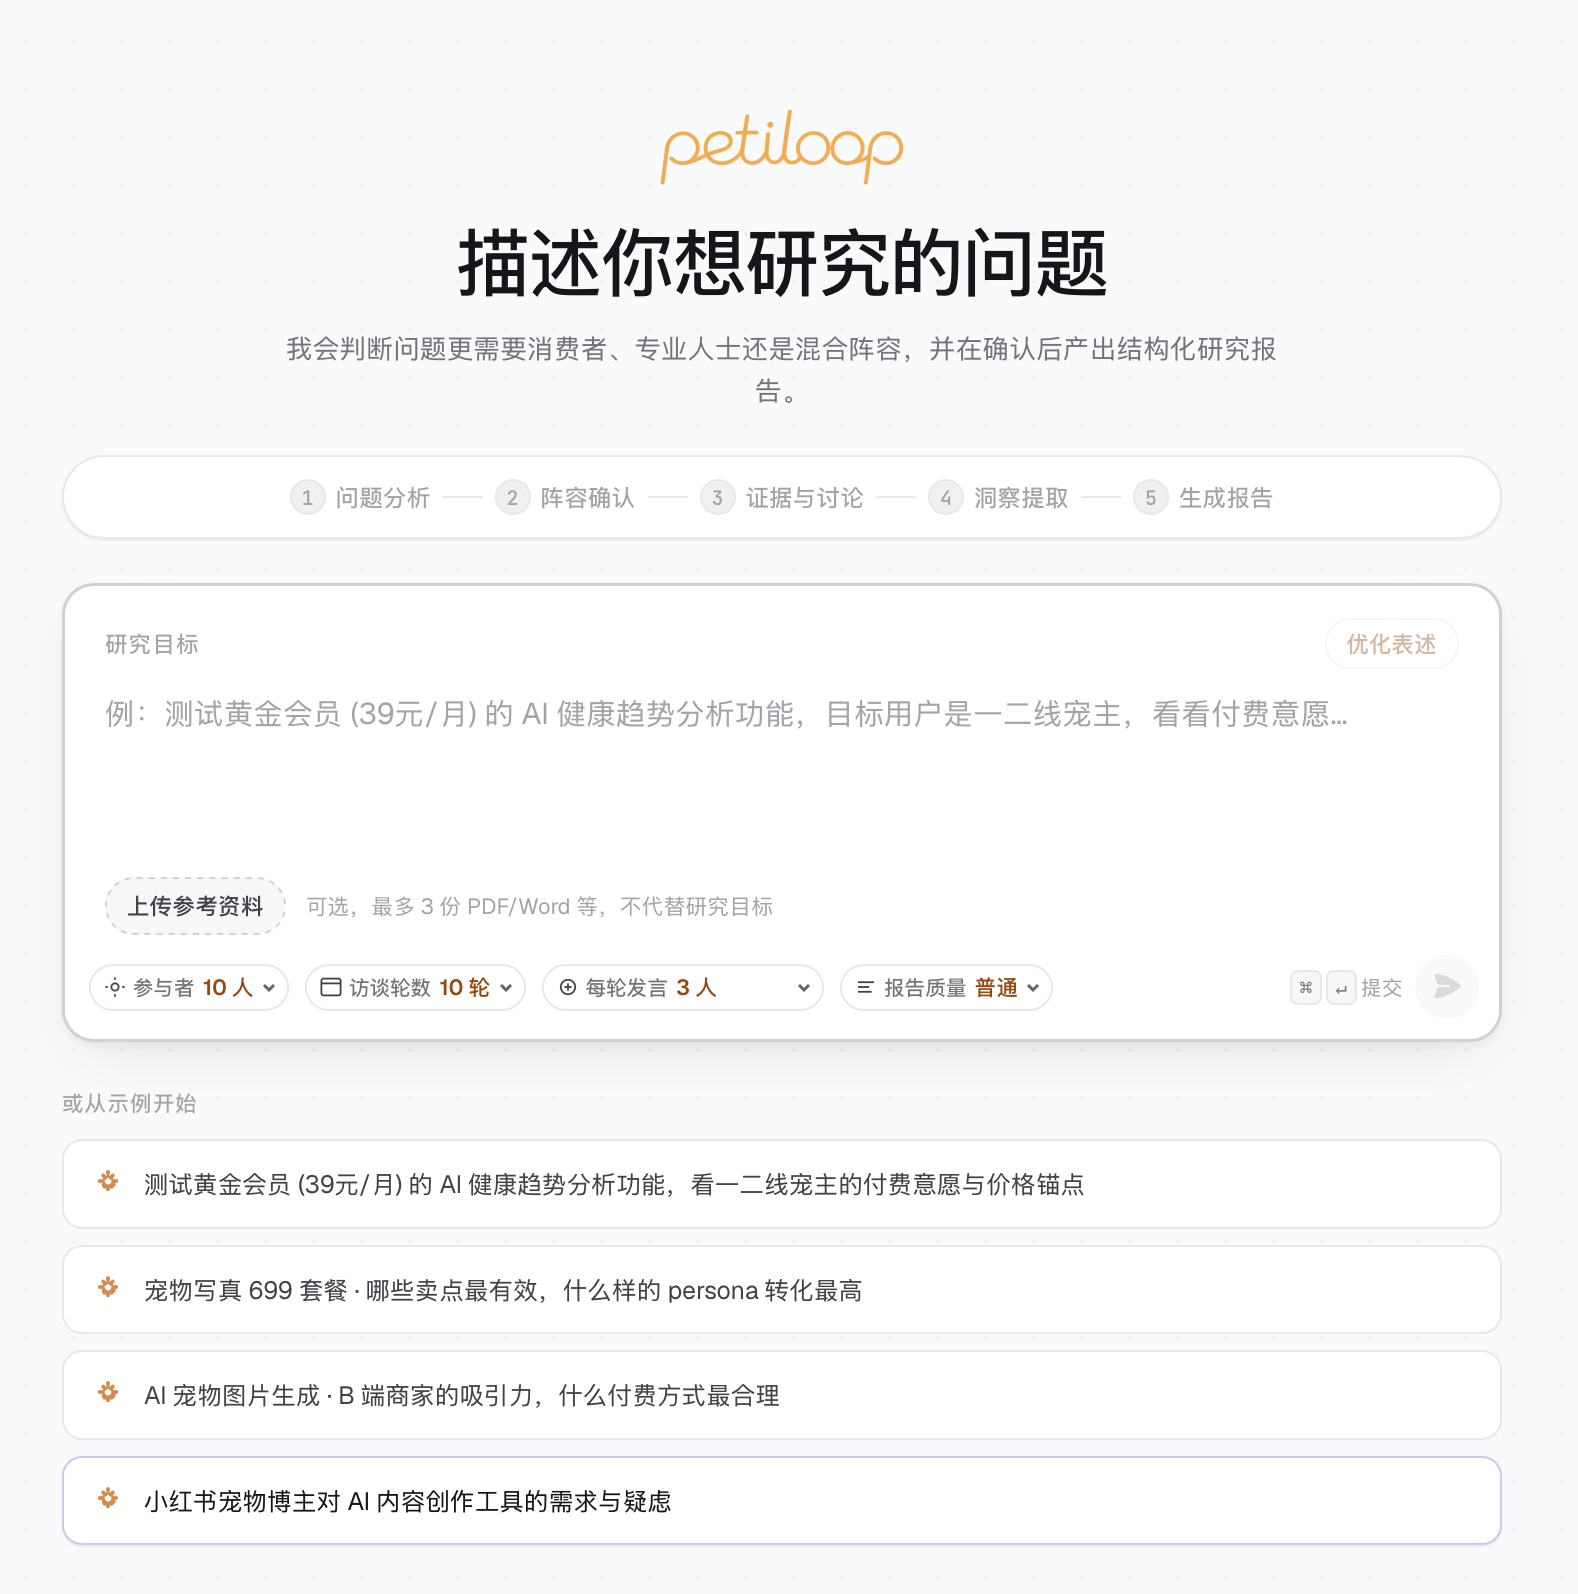 petiloop
描述你想研究的问题
我会判断问题更需要消费者、专业人士还是混合阵容，并在确认后产出结构化研究报
告。
1 问题分析 2 阵容确认 3 证据与讨论 4 洞察提取 5 生成报告
研究目标 优化表述
例：测试黄金会员 (39元/月) 的 AI 健康趋势分析功能，目标用户是一二线宠主，看看付费意愿...
上传参考资料 可选，最多 3 份 PDF/Word 等，不代替研究目标
参与者 10 人 访谈轮数 10 轮 每轮发言 3 人 报告质量 普通 ⌘ ↵ 提交
或从示例开始
测试黄金会员 (39元/月) 的 AI 健康趋势分析功能，看一二线宠主的付费意愿与价格锚点
宠物写真 699 套餐 · 哪些卖点最有效，什么样的 persona 转化最高
AI 宠物图片生成 · B 端商家的吸引力，什么付费方式最合理
小红书宠物博主对 AI 内容创作工具的需求与疑虑